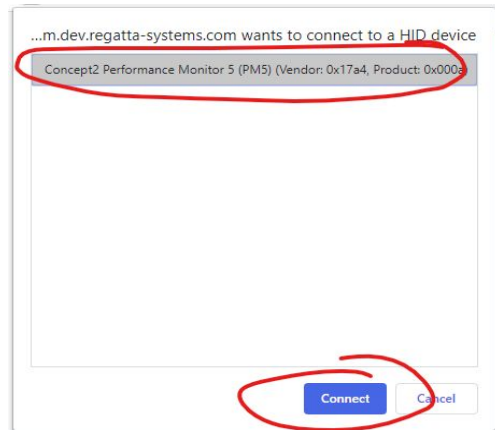 ...m.dev.regatta-systems.com wants to connect to a HID device
Concept2 Performance Monitor 5 (PM5) (Vendor: 0x17a4, Product: 0x000a)
Connect
Cancel